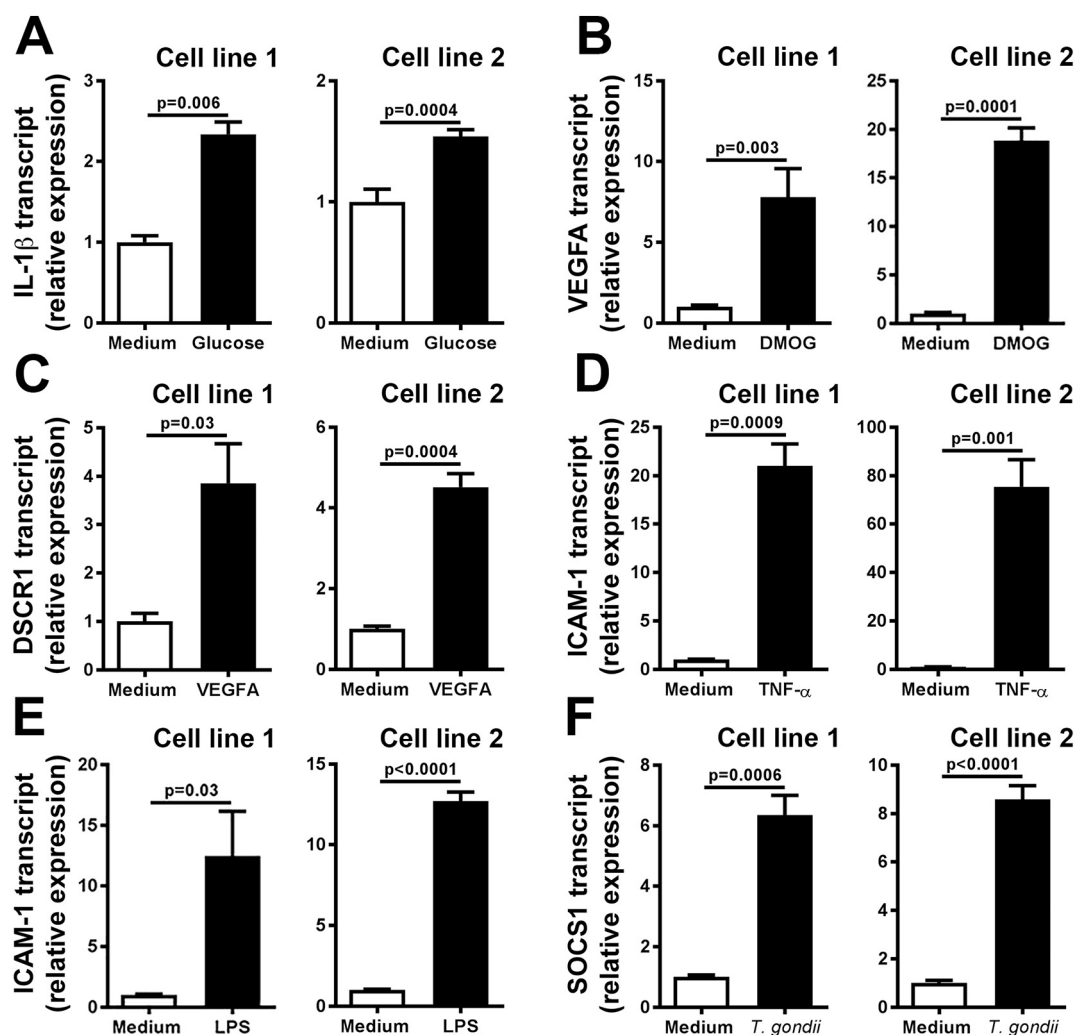 A
B
Cell line 1
Cell line 2
Cell line 1
Cell line 2
IL-1β transcript
(relative expression)
3
2
1
0
p=0.006
Medium
Glucose
2
1
0
p=0.0004
Medium
Glucose
VEGFA transcript
(relative expression)
15
10
5
0
p=0.003
Medium
DMOG
25
20
15
10
5
0
p=0.0001
Medium
DMOG
C
D
Cell line 1
Cell line 2
Cell line 1
Cell line 2
DSCR1 transcript
(relative expression)
5
4
3
2
1
0
p=0.03
Medium
VEGFA
6
4
2
0
p=0.0004
Medium
VEGFA
ICAM-1 transcript
(relative expression)
25
20
15
10
5
0
p=0.0009
Medium
TNF-α
100
80
60
40
20
0
p=0.001
Medium
TNF-α
E
F
Cell line 1
Cell line 2
Cell line 1
Cell line 2
ICAM-1 transcript
(relative expression)
20
15
10
5
0
p=0.03
Medium
LPS
15
10
5
0
p<0.0001
Medium
LPS
SOCS1 transcript
(relative expression)
8
6
4
2
0
p=0.0006
Medium
T. gondii
10
8
6
4
2
0
p<0.0001
Medium
T. gondii